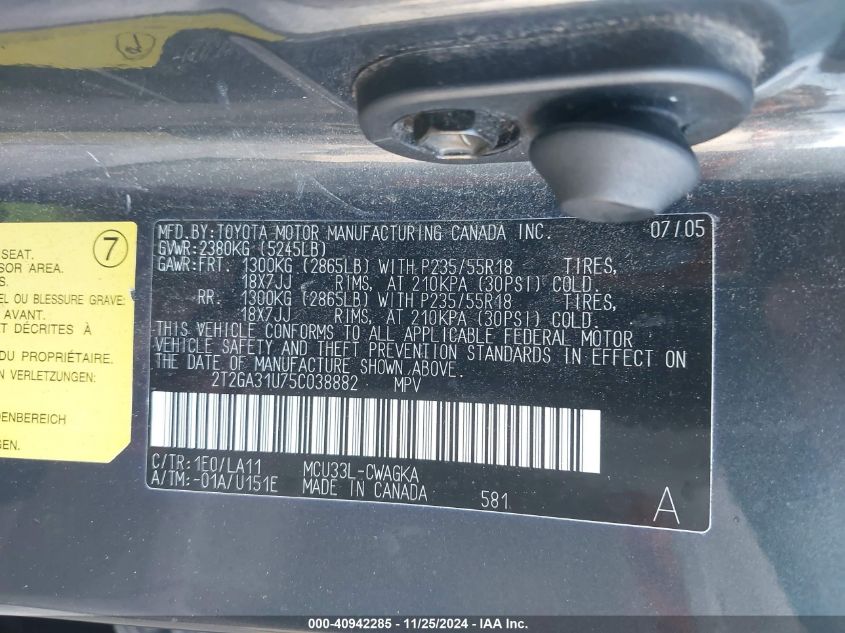 7
SEAT.
SOR AREA.
S.
EL OU BLESSURE GRAVE:
AVANT.
T DÉCRITES À
DU PROPRIÉTAIRE.
EN VERLETZEN.
DENBEREICH
NGEN.
MFD.BY:TOYOTA MOTOR MANUFACTURING CANADA INC. 07/05
GVWR:2380KG (5245LB)
GAWR:FRT. 1300KG (2865LB) WITH P235/55R18 TIRES,
18X7JJ RIMS, AT 210KPA (30PSI) COLD.
RR. 1300KG (2865LB) WITH P235/55R18 TIRES,
18X7JJ RIMS, AT 210KPA (30PSI) COLD.
THIS VEHICLE CONFORMS TO ALL APPLICABLE FEDERAL MOTOR
VEHICLE SAFETY AND THEFT PREVENTION STANDARDS IN EFFECT ON
THE DATE OF MANUFACTURE SHOWN ABOVE.
2T2GA31U75C038882 MPV
C/TR:1E0/LA11 MCU33L-CWAGKA
A/TM:-01A/U151E MADE IN CANADA 581 A
000-40942285 - 11/25/2024 - IAA Inc.